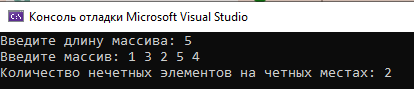 Консоль отладки Microsoft Visual Studio
Введите длину массива: 5
Введите массив: 1 3 2 5 4
Количество нечетных элементов на четных местах: 2